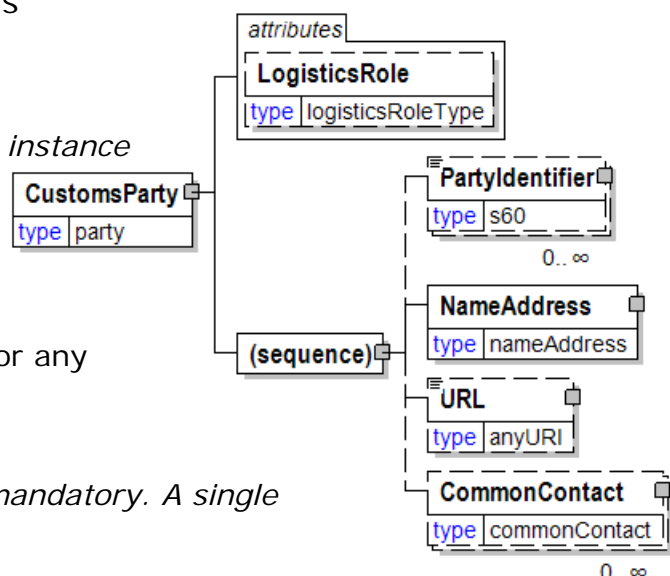 s
attributes
LogisticsRole
type logisticsRoleType
instance
CustomsParty
type party
PartyIdentifier
type s60
0.. ∞
NameAddress
type nameAddress
or any
(sequence)
URL
type anyURI
mandatory. A single
CommonContact
type commonContact
0.. ∞